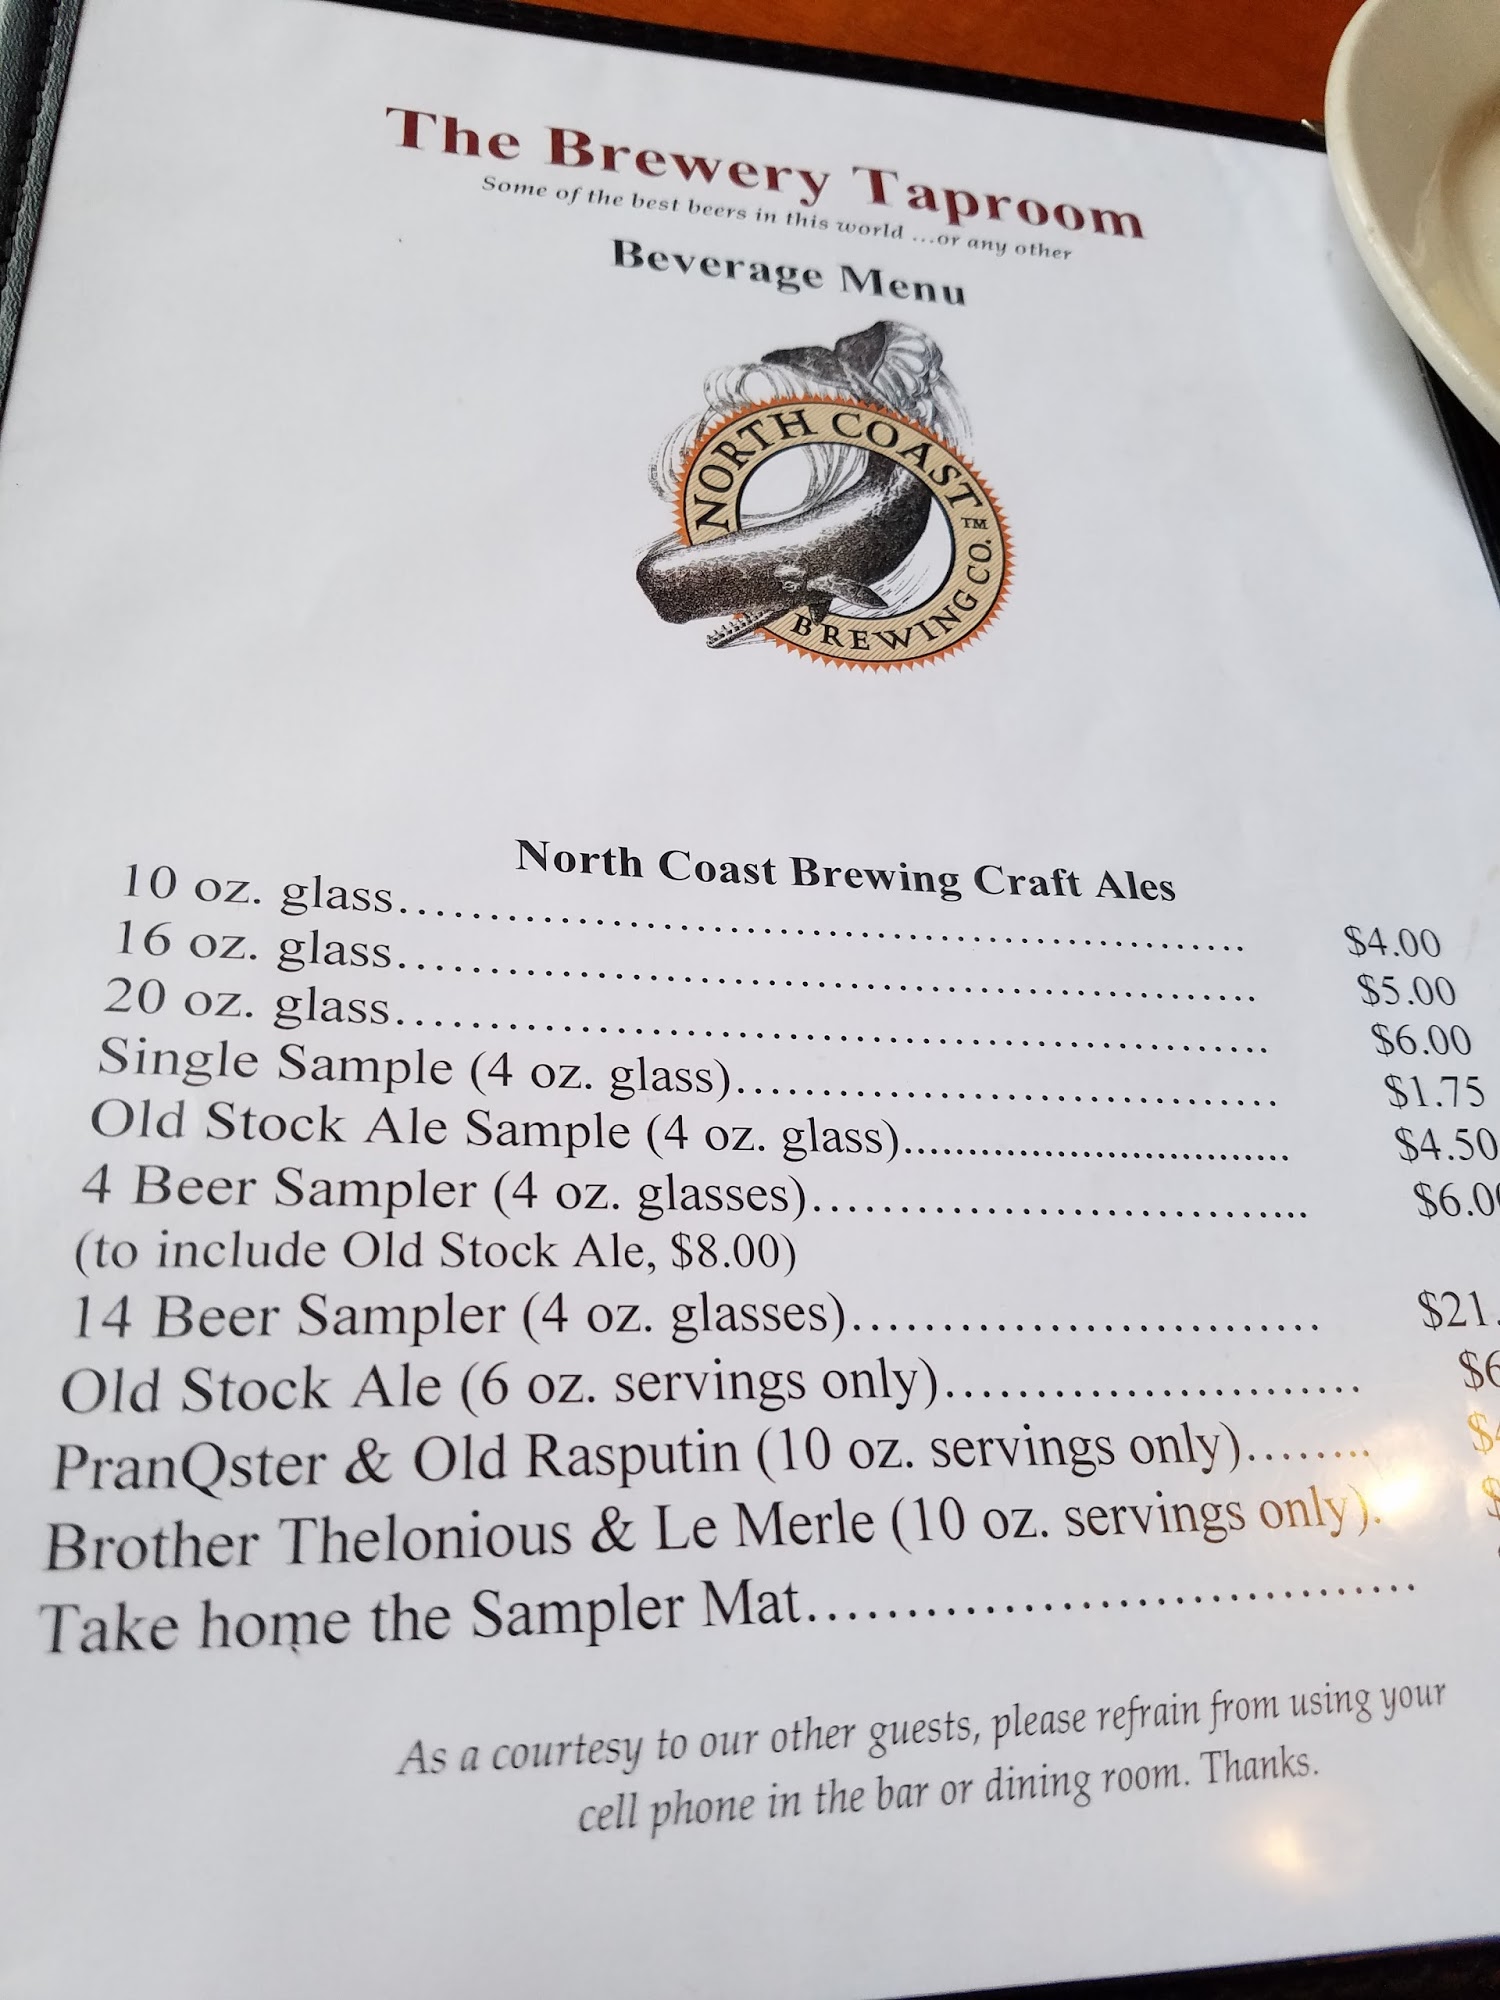 The Brewery Taproom
Some of the best beers in this world ...or any other
Beverage Menu
NORTH COAST ™
BREWING CO.
North Coast Brewing Craft Ales
10 oz. glass.................................................. $4.00
16 oz. glass.................................................. $5.00
20 oz. glass.................................................. $6.00
Single Sample (4 oz. glass).................................. $1.75
Old Stock Ale Sample (4 oz. glass)................................ $4.50
4 Beer Sampler (4 oz. glasses)............................... $6.0
(to include Old Stock Ale, $8.00)
14 Beer Sampler (4 oz. glasses)............................ $21.
Old Stock Ale (6 oz. servings only)......................... $6
PranQster & Old Rasputin (10 oz. servings only)........ $4
Brother Thelonious & Le Merle (10 oz. servings only). $
Take home the Sampler Mat.................................
As a courtesy to our other guests, please refrain from using your
cell phone in the bar or dining room. Thanks.